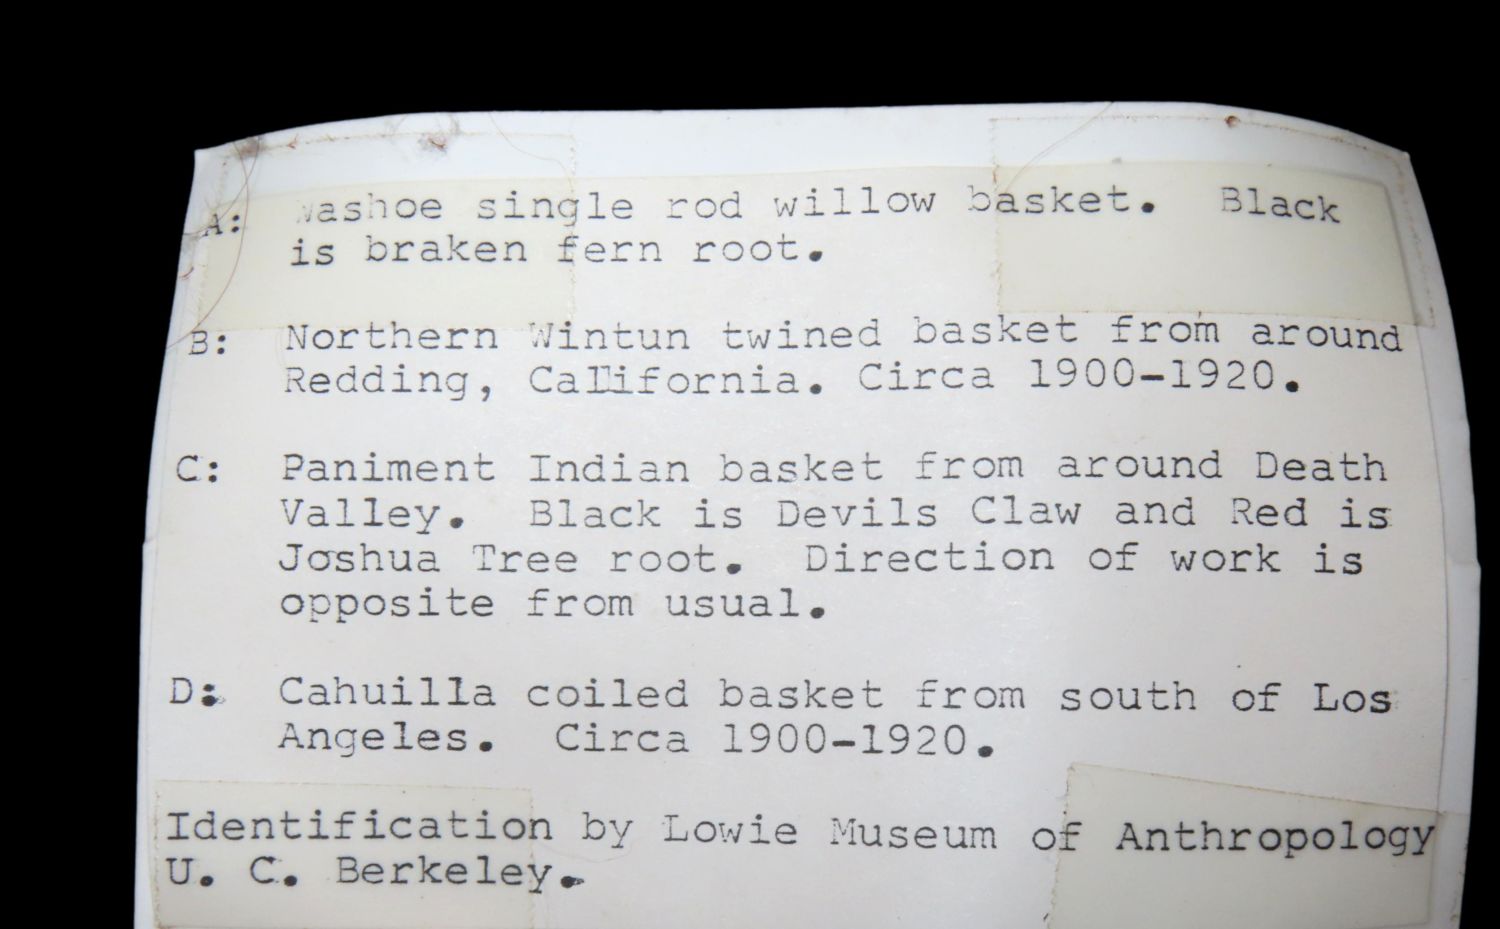 A: Washoe single rod willow basket. Black
is braken fern root.
B: Northern Wintun twined basket from around
Redding, California. Circa 1900-1920.
C: Paniment Indian basket from around Death
Valley. Black is Devils Claw and Red is
Joshua Tree root. Direction of work is
opposite from usual.
D: Cahuilla coiled basket from south of Los
Angeles. Circa 1900-1920.
Identification by Lowie Museum of Anthropology
U. C. Berkeley.